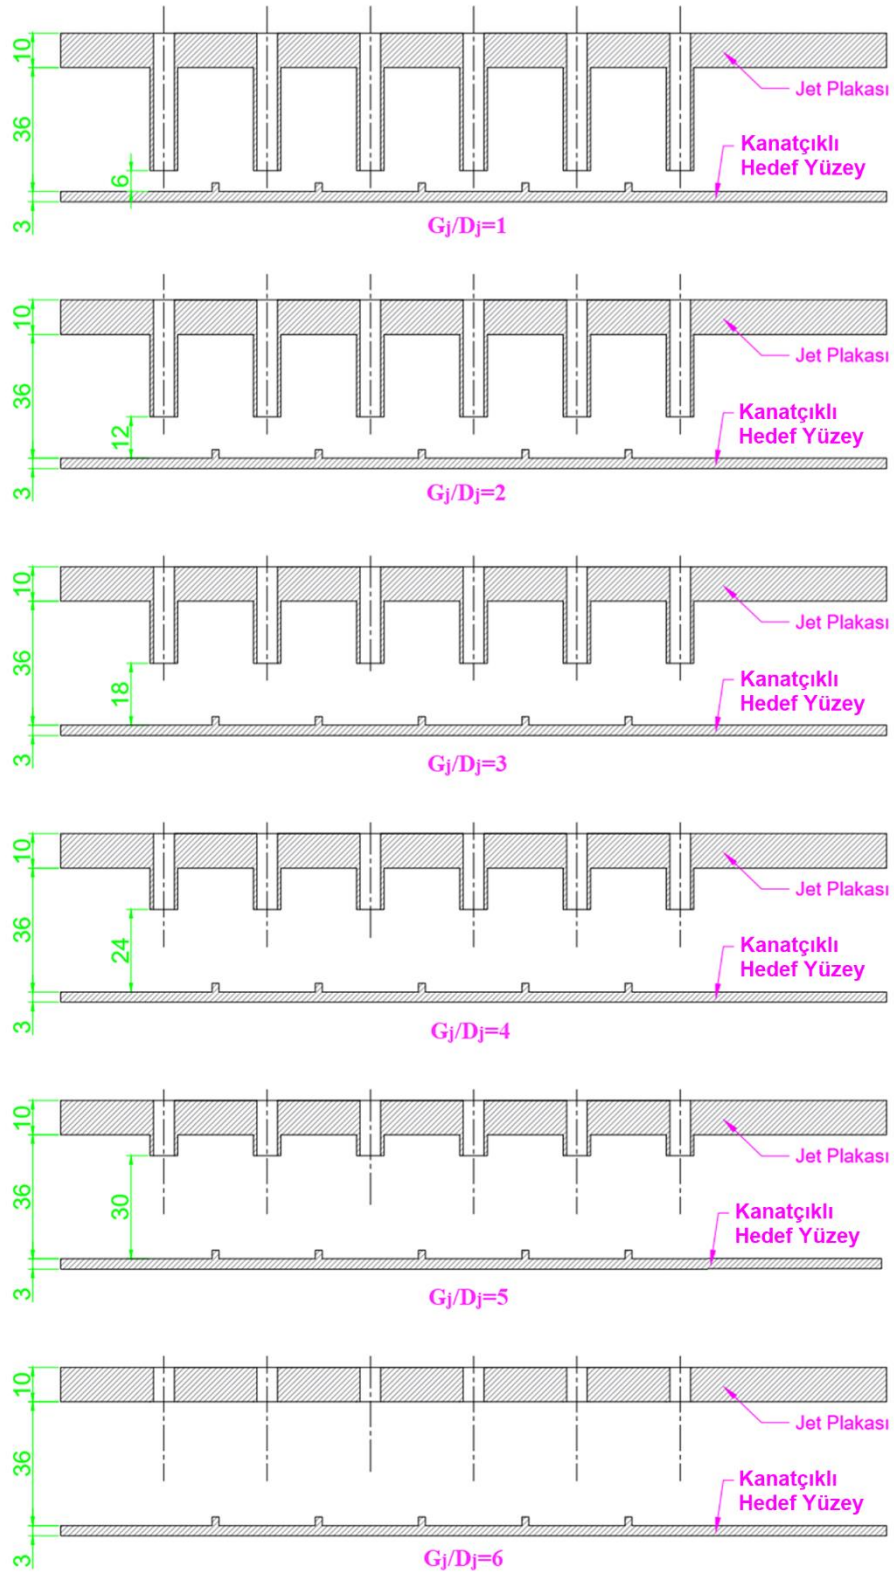 10
Jet Plakası
36
Kanatçıklı
Hedef Yüzey
6
3
Gj/Dj=1
10
Jet Plakası
36
Kanatçıklı
Hedef Yüzey
12
3
Gj/Dj=2
10
Jet Plakası
36
Kanatçıklı
Hedef Yüzey
18
3
Gj/Dj=3
10
Jet Plakası
36
Kanatçıklı
Hedef Yüzey
24
3
Gj/Dj=4
10
Jet Plakası
36
Kanatçıklı
Hedef Yüzey
30
3
Gj/Dj=5
10
Jet Plakası
36
Kanatçıklı
Hedef Yüzey
3
Gj/Dj=6